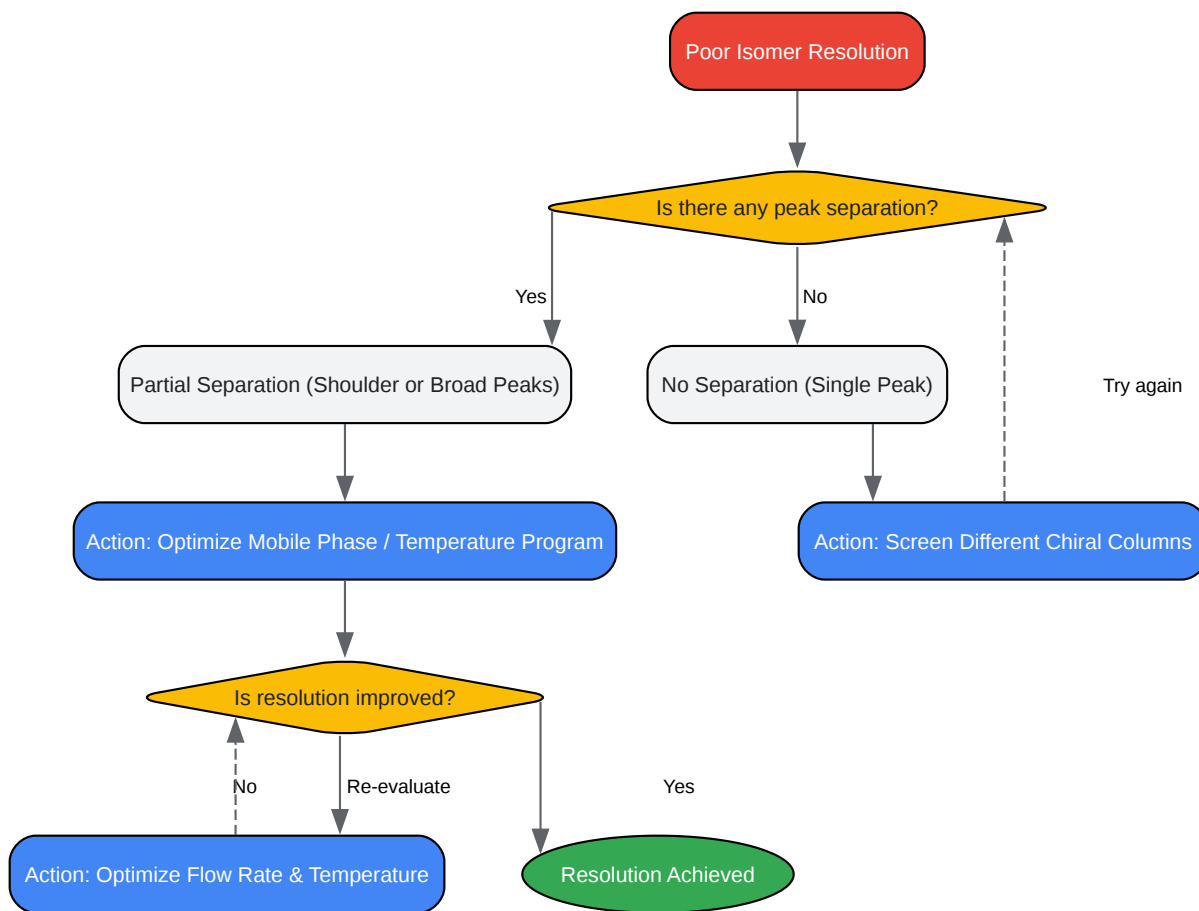 Poor Isomer Resolution
Is there any peak separation?
Yes
No
Partial Separation (Shoulder or Broad Peaks)
No Separation (Single Peak)
Try again
Action: Optimize Mobile Phase / Temperature Program
Action: Screen Different Chiral Columns
Is resolution improved?
No
Re-evaluate
Yes
Action: Optimize Flow Rate & Temperature
Resolution Achieved